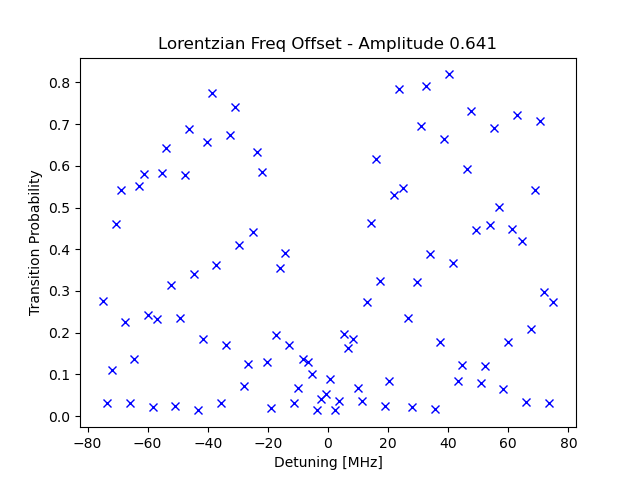 Lorentzian Freq Offset - Amplitude 0.641
Transition Probability
0.8
0.7
0.6
0.5
0.4
0.3
0.2
0.1
0.0
−80 −60 −40 −20 0 20 40 60 80
Detuning [MHz]